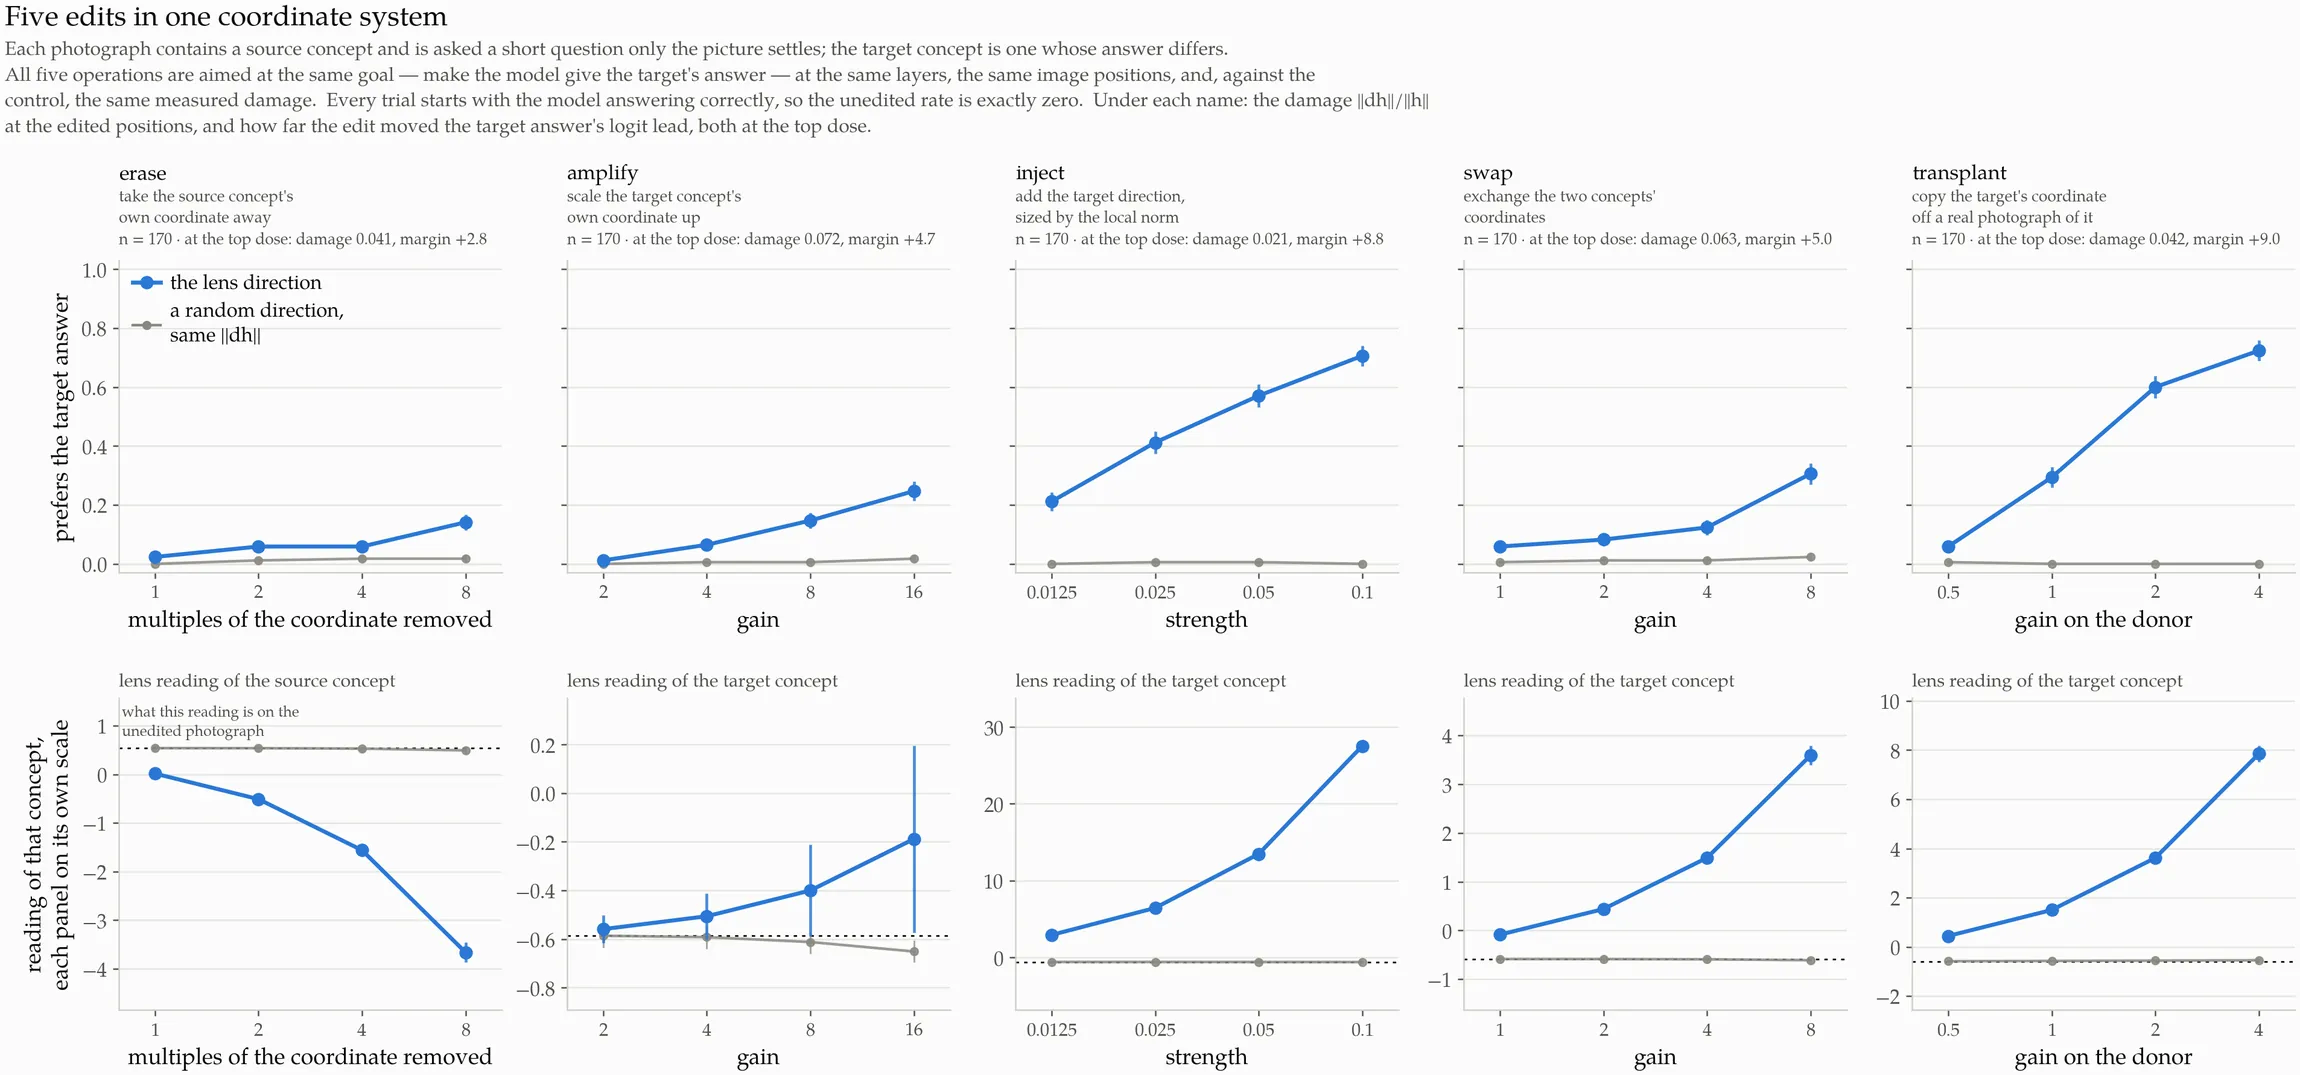 Five edits in one coordinate system
Each photograph contains a source concept and is asked a short question only the picture settles; the target concept is one whose answer differs.
All five operations are aimed at the same goal — make the model give the target's answer — at the same layers, the same image positions, and, against the
control, the same measured damage.  Every trial starts with the model answering correctly, so the unedited rate is exactly zero.  Under each name: the damage ||dh||/||h||
at the edited positions, and how far the edit moved the target answer's logit lead, both at the top dose.
erase
take the source concept's
own coordinate away
n = 170 · at the top dose: damage 0.041, margin +2.8
amplify
scale the target concept's
own coordinate up
n = 170 · at the top dose: damage 0.072, margin +4.7
inject
add the target direction,
sized by the local norm
n = 170 · at the top dose: damage 0.021, margin +8.8
swap
exchange the two concepts'
coordinates
n = 170 · at the top dose: damage 0.063, margin +5.0
transplant
copy the target's coordinate
off a real photograph of it
n = 170 · at the top dose: damage 0.042, margin +9.0
prefers the target answer
1.0
0.8
0.6
0.4
0.2
0.0
the lens direction
a random direction,
same ||dh||
1 2 4 8
multiples of the coordinate removed
2 4 8 16
gain
0.0125 0.025 0.05 0.1
strength
1 2 4 8
gain
0.5 1 2 4
gain on the donor
reading of that concept,
each panel on its own scale
lens reading of the source concept
what this reading is on the
unedited photograph
1
0
−1
−2
−3
−4
1 2 4 8
multiples of the coordinate removed
lens reading of the target concept
0.2
0.0
−0.2
−0.4
−0.6
−0.8
2 4 8 16
gain
lens reading of the target concept
30
20
10
0
0.0125 0.025 0.05 0.1
strength
lens reading of the target concept
4
3
2
1
0
−1
1 2 4 8
gain
lens reading of the target concept
10
8
6
4
2
0
−2
0.5 1 2 4
gain on the donor